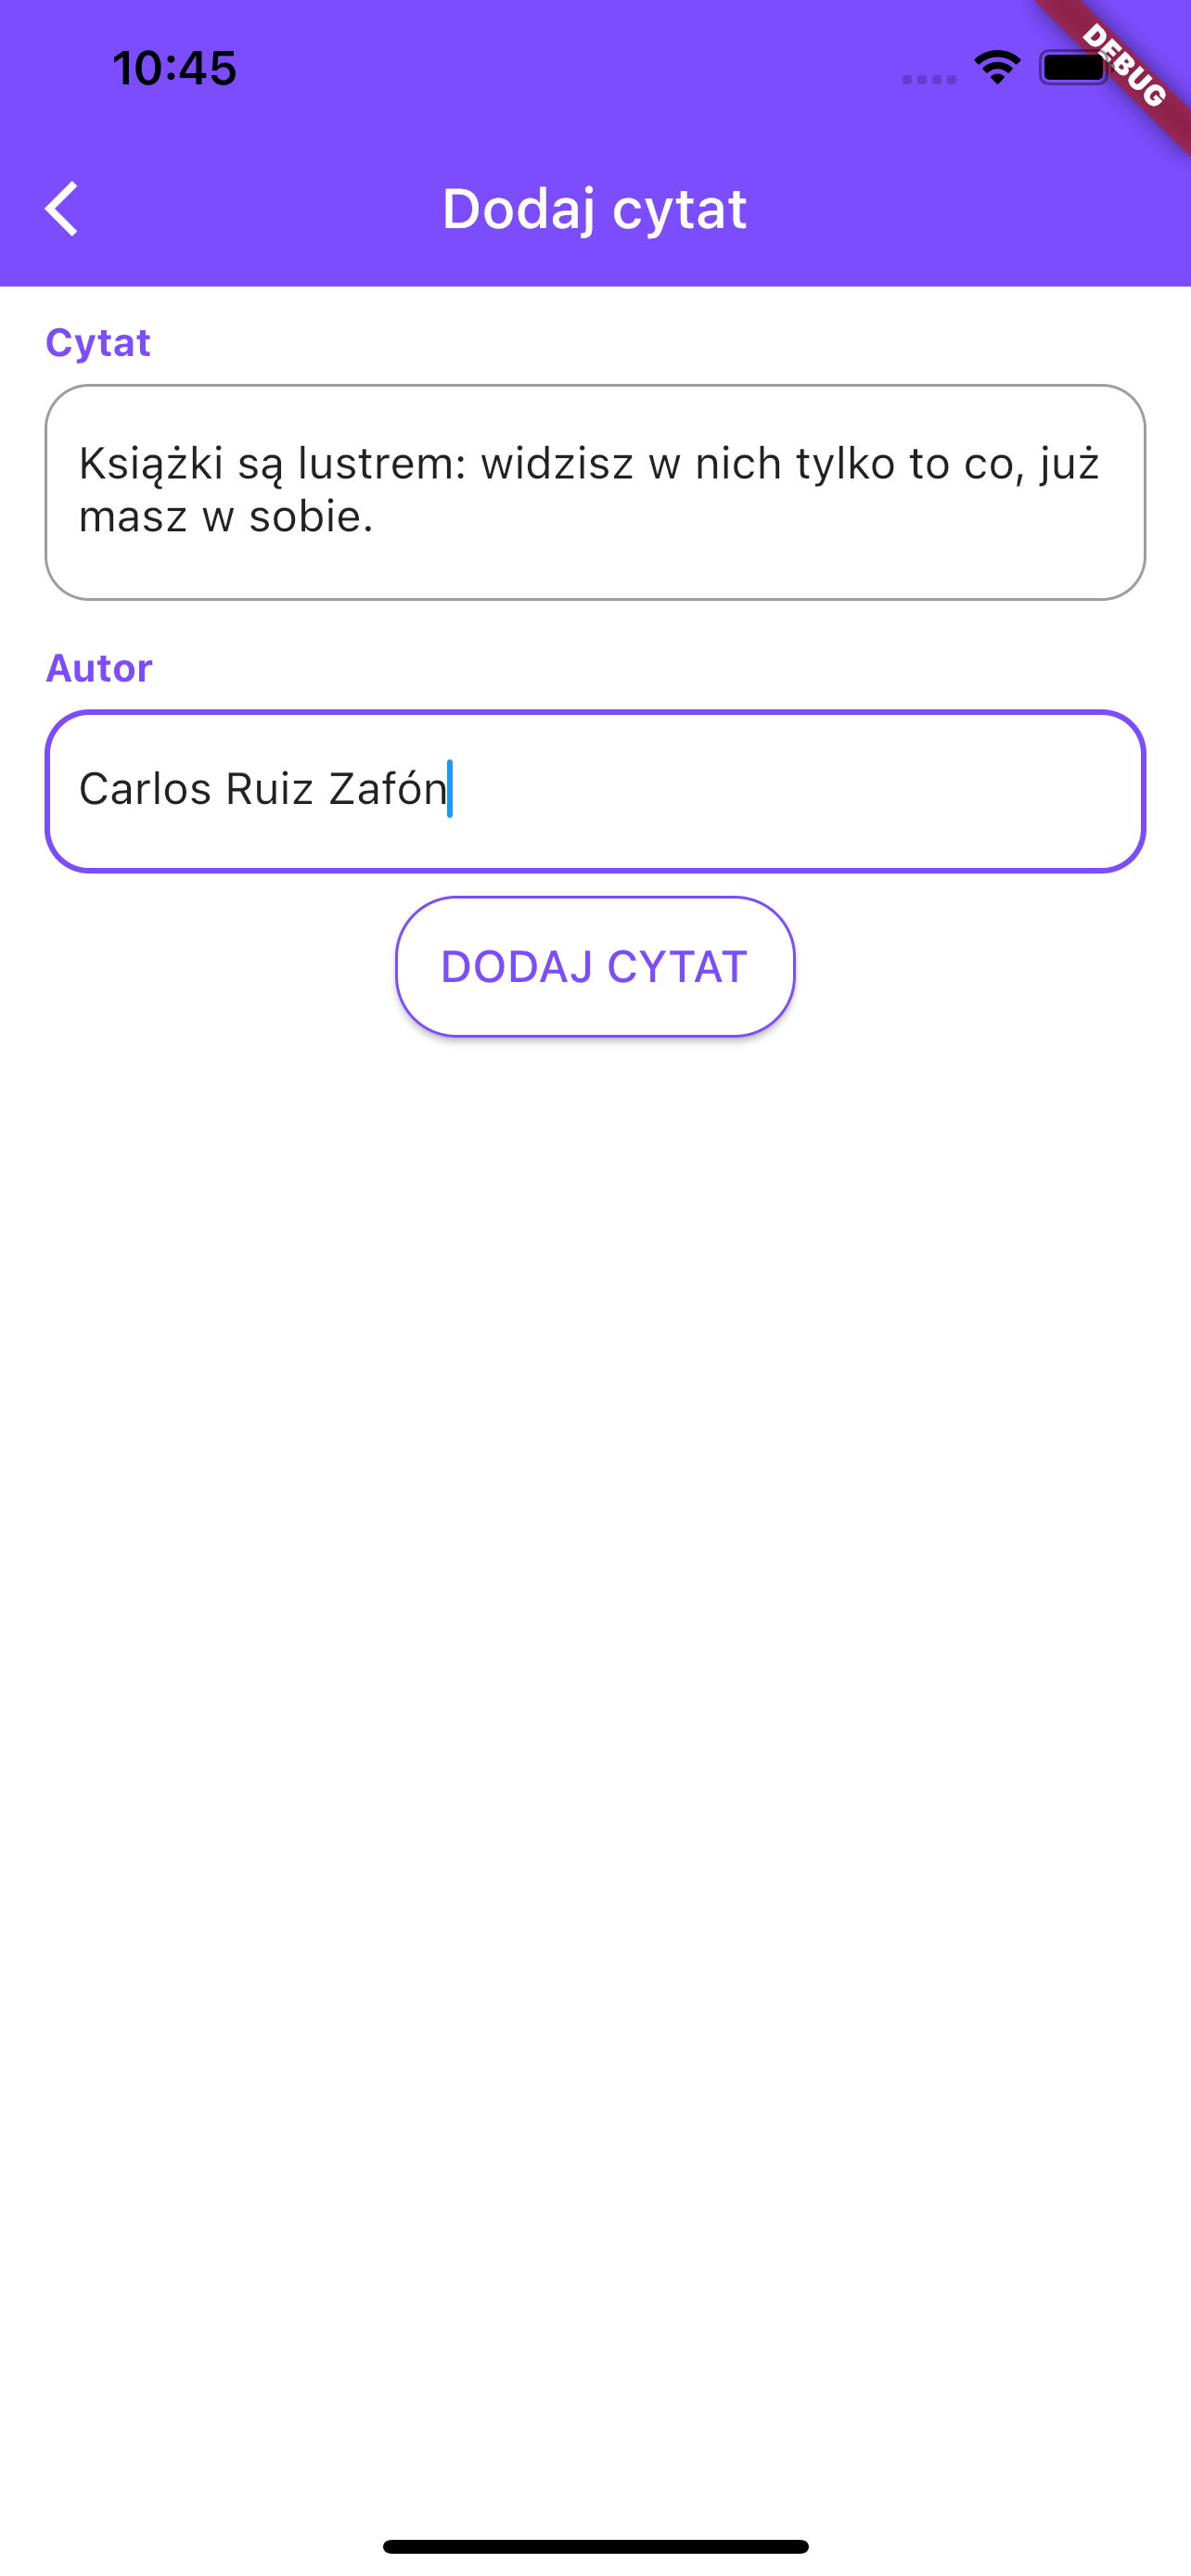 10:45
DEBUG
Dodaj cytat
Cytat
Książki są lustrem: widzisz w nich tylko to co, już
masz w sobie.
Autor
Carlos Ruiz Zafón
DODAJ CYTAT